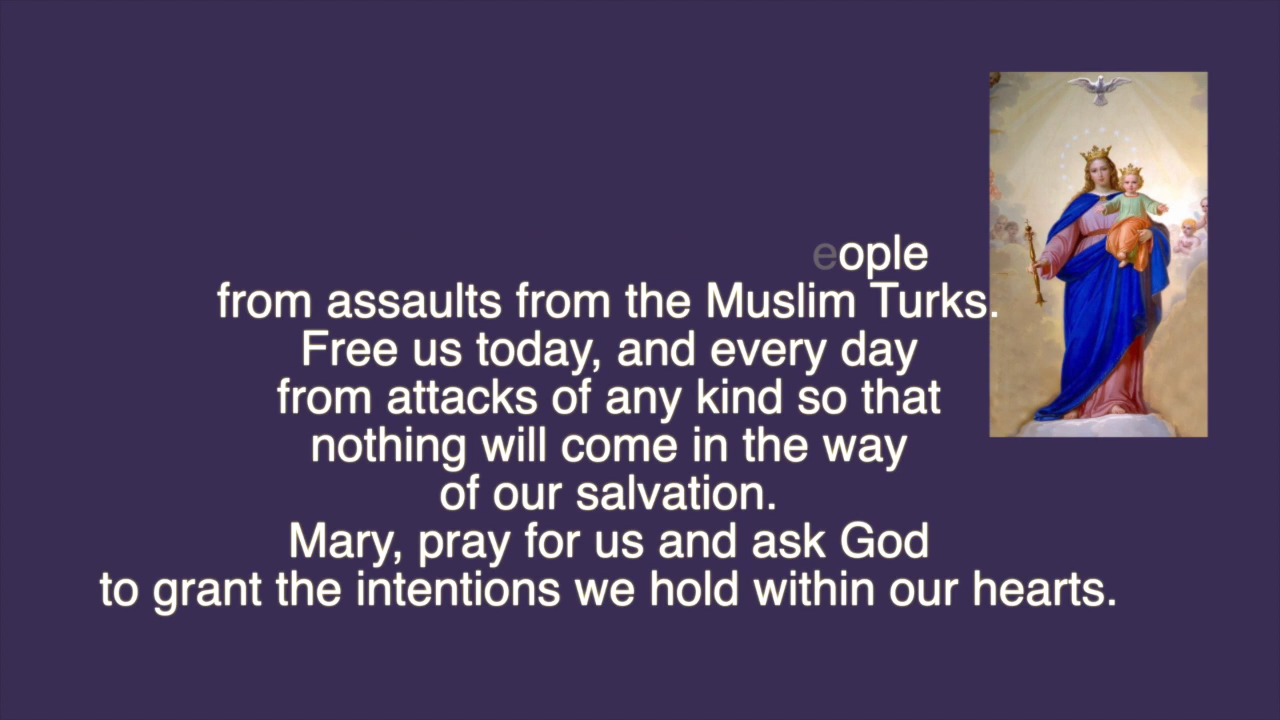 eople
from assaults from the Muslim Turks.
Free us today, and every day
from attacks of any kind so that
nothing will come in the way
of our salvation.
Mary, pray for us and ask God
to grant the intentions we hold within our hearts.